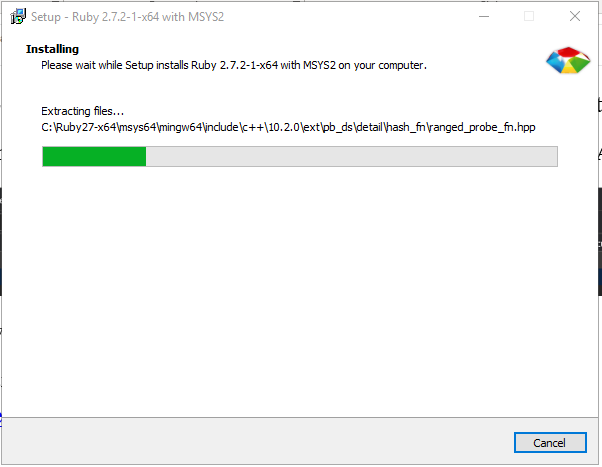 Setup - Ruby 2.7.2-1-x64 with MSYS2
Installing
Please wait while Setup installs Ruby 2.7.2-1-x64 with MSYS2 on your computer.
Extracting files...
C:\Ruby27-x64\msys64\mingw64\include\c++\10.2.0\ext\pb_ds\detail\hash_fn\ranged_probe_fn.hpp
Cancel